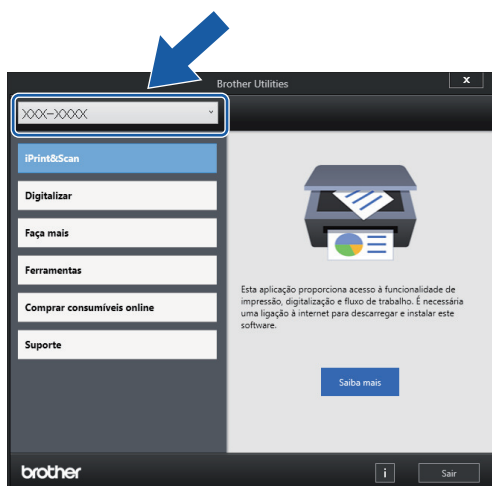 Brother Utilities
x
XXX-XXXX
iPrint&Scan
Digitalizar
Faça mais
Ferramentas
Comprar consumíveis online
Suporte
Esta aplicação proporciona acesso à funcionalidade de
impressão, digitalização e fluxo de trabalho. É necessária
uma ligação à internet para descarregar e instalar este
software.
Saiba mais
brother
i
Sair